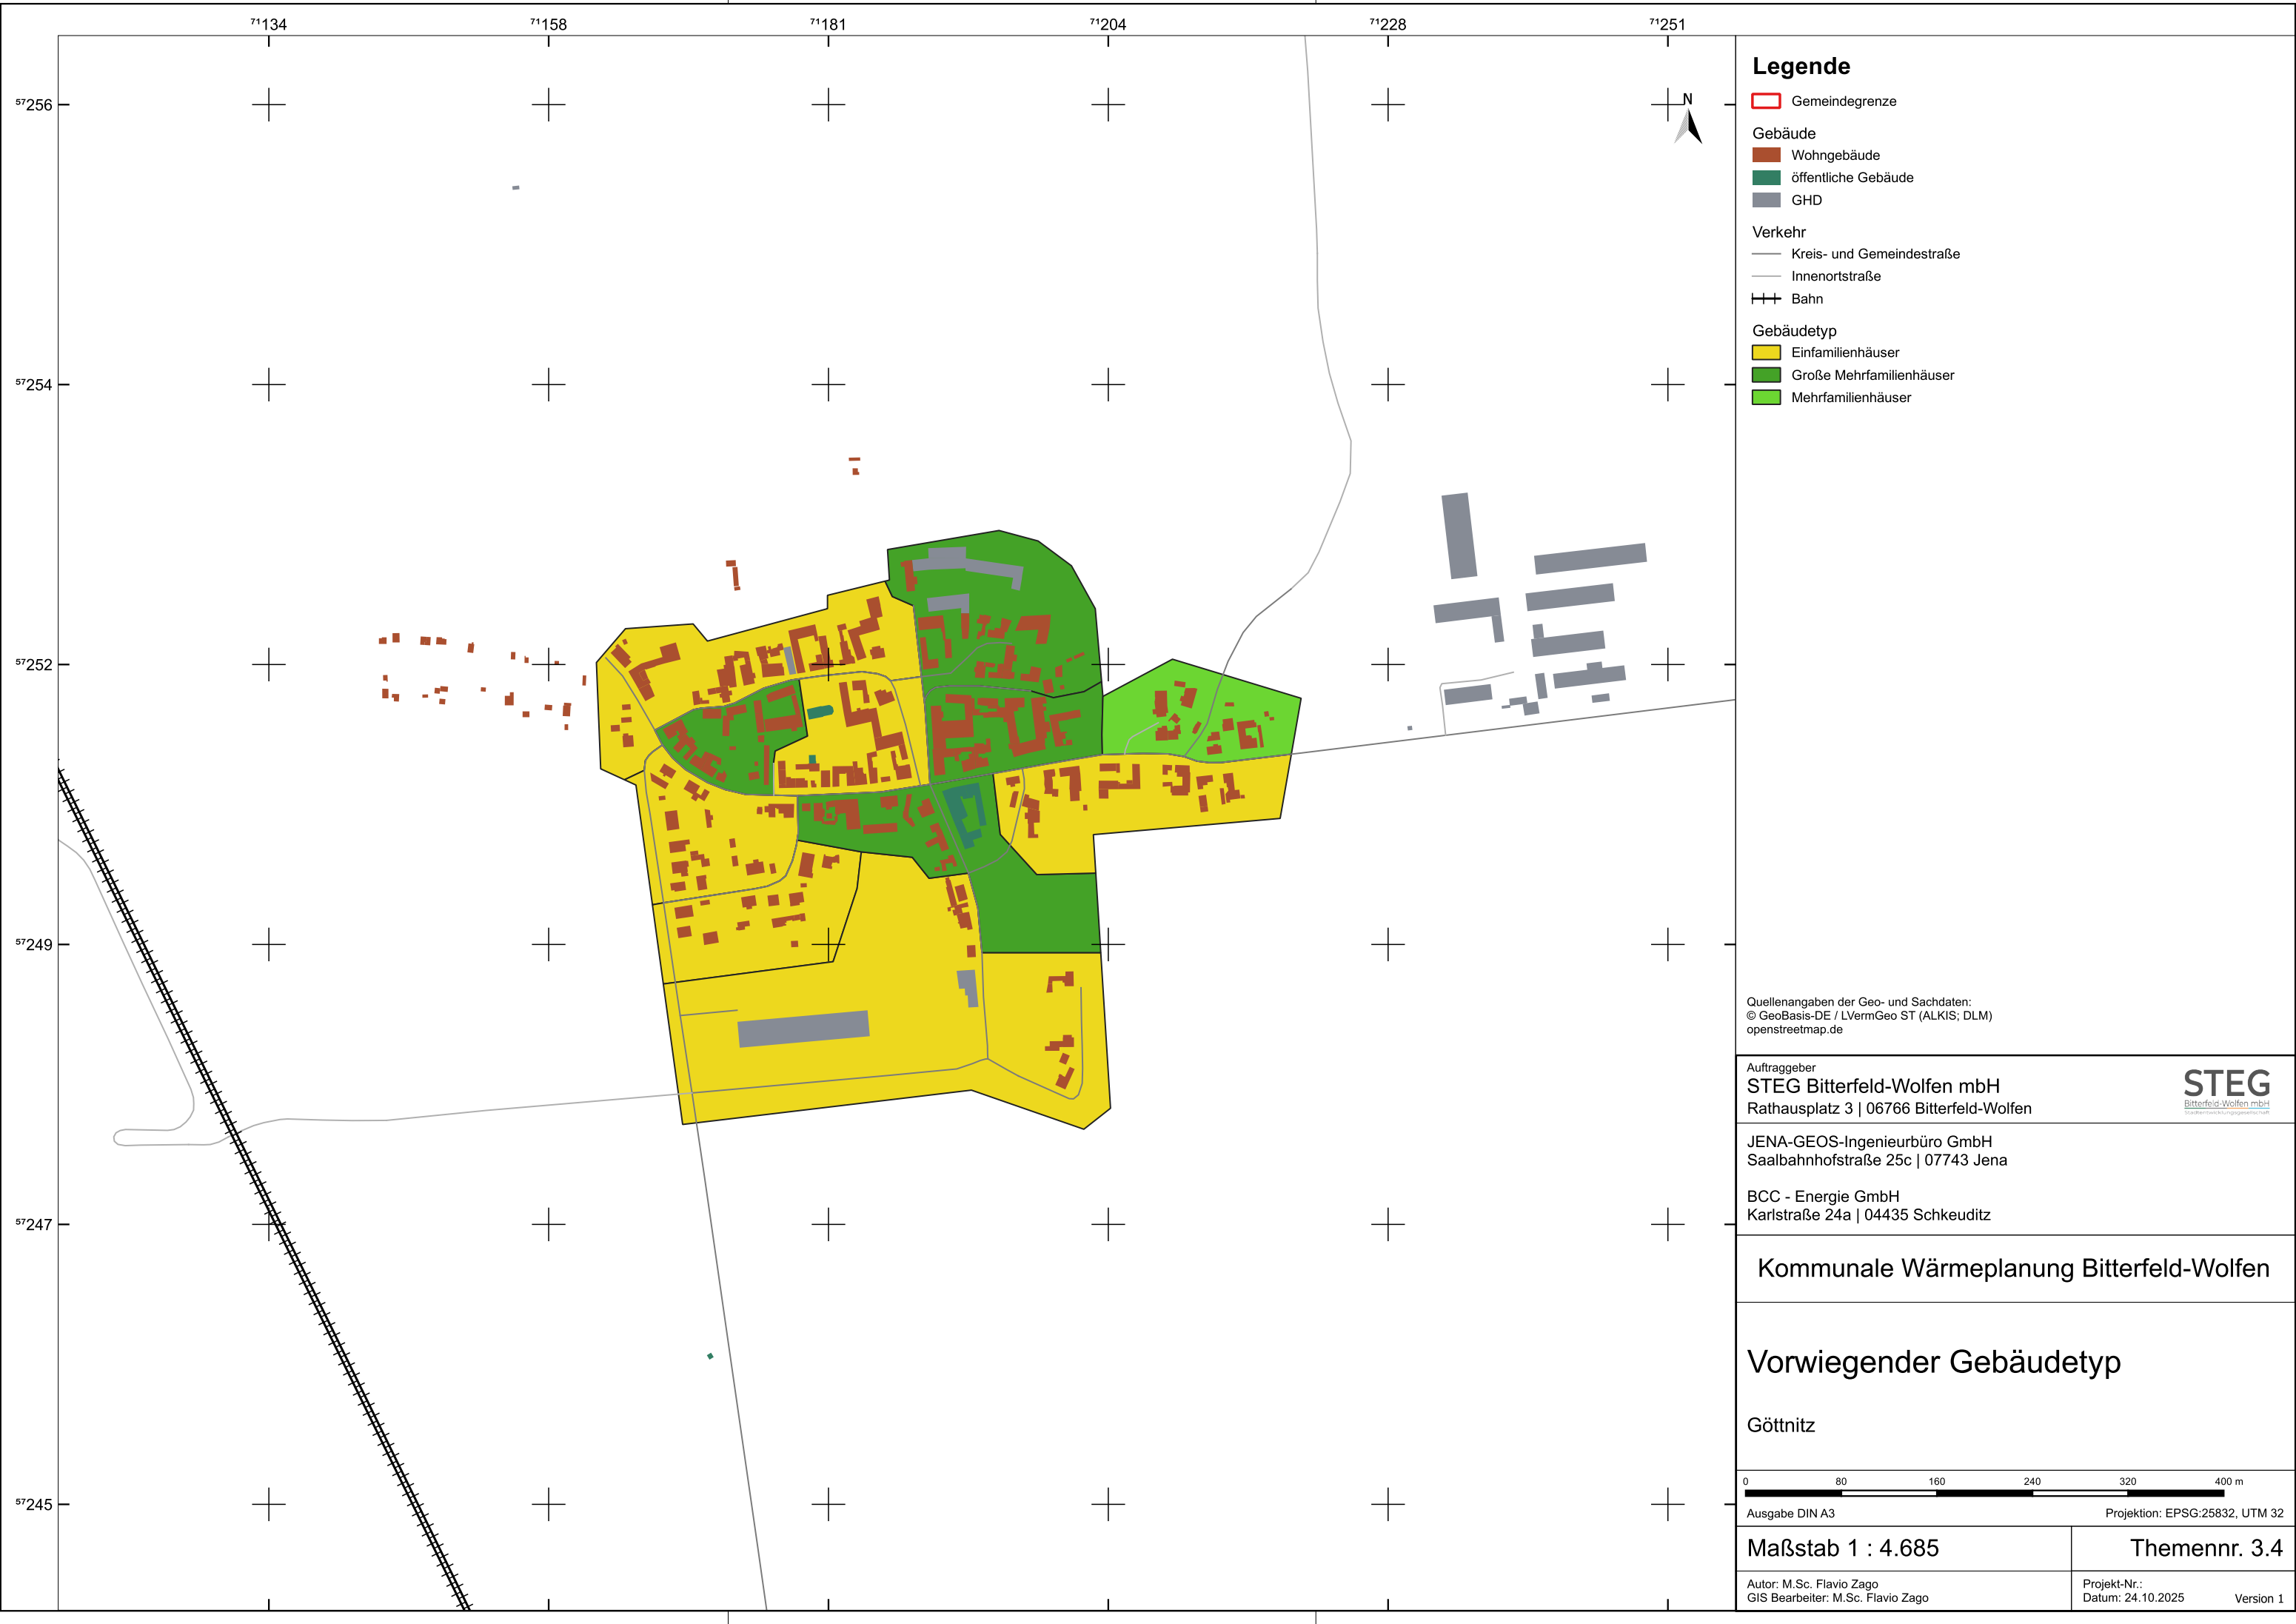 71134 71158 71181 71204 71228 71251
57256
57254
57252
57249
57247
57245
N
Legende
Gemeindegrenze
Gebäude
Wohngebäude
öffentliche Gebäude
GHD
Verkehr
Kreis- und Gemeindestraße
Innenortstraße
Bahn
Gebäudetyp
Einfamilienhäuser
Große Mehrfamilienhäuser
Mehrfamilienhäuser
Quellenangaben der Geo- und Sachdaten:
© GeoBasis-DE / LVermGeo ST (ALKIS; DLM)
openstreetmap.de
Auftraggeber
STEG Bitterfeld-Wolfen mbH
Rathausplatz 3 | 06766 Bitterfeld-Wolfen
STEG
Bitterfeld-Wolfen mbH
Stadtentwicklungsgesellschaft
JENA-GEOS-Ingenieurbüro GmbH
Saalbahnhofstraße 25c | 07743 Jena
BCC - Energie GmbH
Karlstraße 24a | 04435 Schkeuditz
Kommunale Wärmeplanung Bitterfeld-Wolfen
Vorwiegender Gebäudetyp
Göttnitz
0 80 160 240 320 400 m
Ausgabe DIN A3 Projektion: EPSG:25832, UTM 32
Maßstab 1 : 4.685 Themennr. 3.4
Autor: M.Sc. Flavio Zago
GIS Bearbeiter: M.Sc. Flavio Zago
Projekt-Nr.:
Datum: 24.10.2025 Version 1